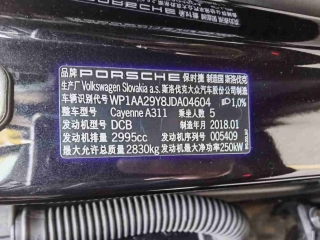 品牌 PORSCHE 保时捷 制造国 斯洛伐克
生产厂 Volkswagen Slovakia a.s. 斯洛伐克大众汽车股份公司制造
车辆识别代号 WP1AA29Y8JDA04604 1,0%
整车型号 Cayenne A311 乘坐人数 5
发动机型号 DCB 制造年月 2018.01
发动机排量 2995cc 序列号 005409
最大允许总质量 2830kg 发动机最大净功率 250kW